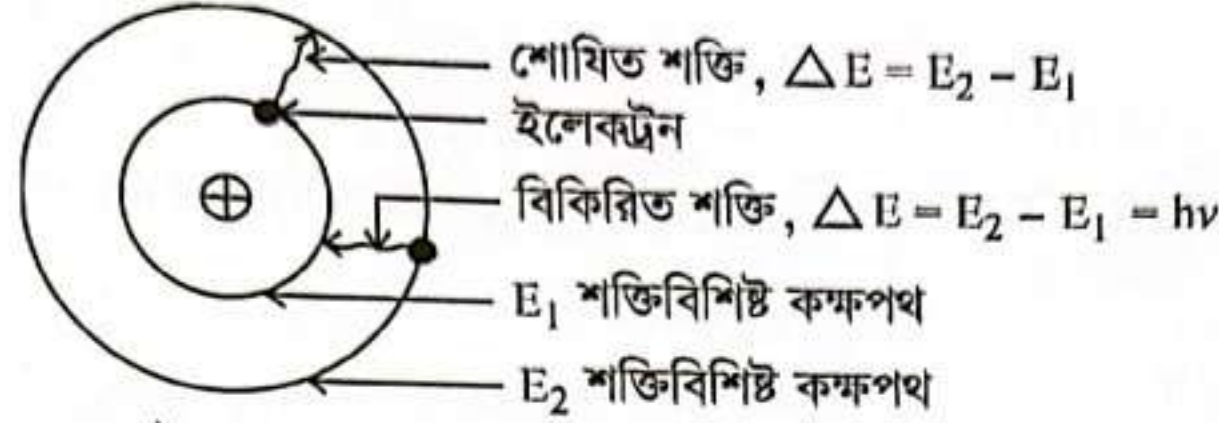 শোষিত শক্তি, △ E = E₂ – E₁
ইলেকট্রন
বিকিরিত শক্তি, △ E = E₂ – E₁ = hν
E₁ শক্তিবিশিষ্ট কক্ষপথ
E₂ শক্তিবিশিষ্ট কক্ষপথ